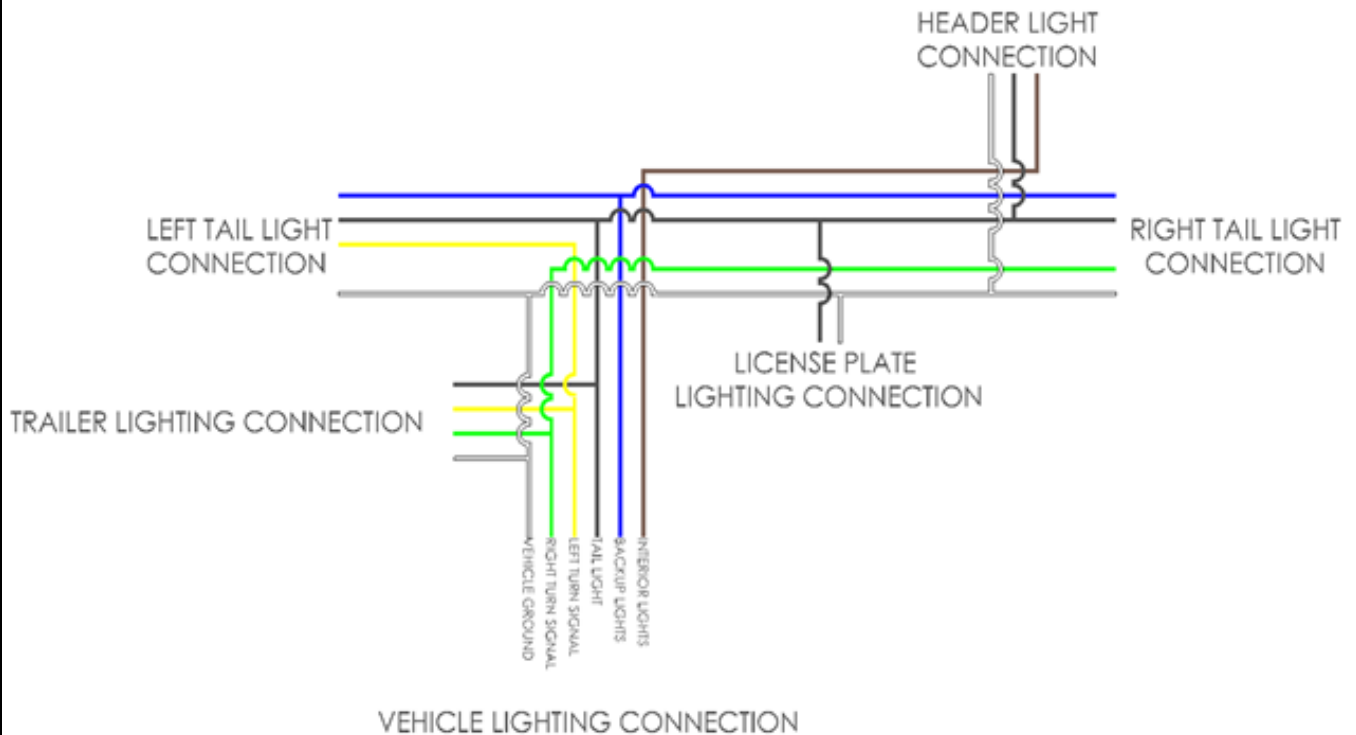 HEADER LIGHT
CONNECTION
LEFT TAIL LIGHT
CONNECTION
RIGHT TAIL LIGHT
CONNECTION
LICENSE PLATE
LIGHTING CONNECTION
TRAILER LIGHTING CONNECTION
VEHICLE GROUND
RIGHT TURN SIGNAL
LEFT TURN SIGNAL
TAIL LIGHT
BACKUP LIGHTS
INTERIOR LIGHTS
VEHICLE LIGHTING CONNECTION